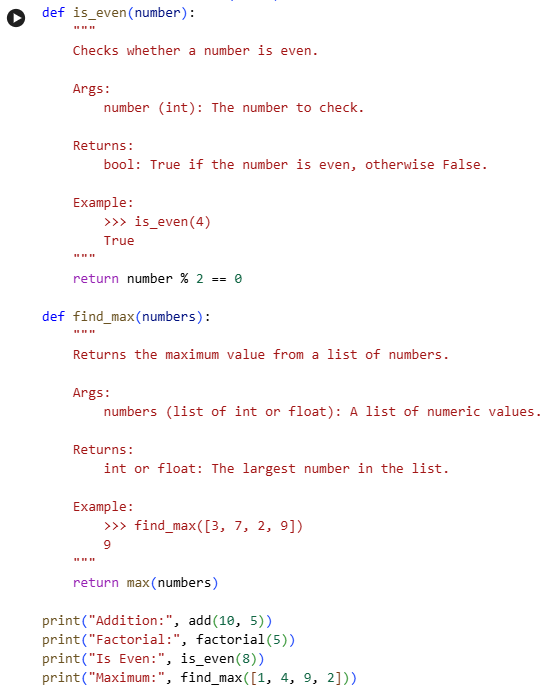 def is_even(number):
    """
    Checks whether a number is even.

    Args:
        number (int): The number to check.

    Returns:
        bool: True if the number is even, otherwise False.

    Example:
        >>> is_even(4)
        True
    """
    return number % 2 == 0

def find_max(numbers):
    """
    Returns the maximum value from a list of numbers.

    Args:
        numbers (list of int or float): A list of numeric values.

    Returns:
        int or float: The largest number in the list.

    Example:
        >>> find_max([3, 7, 2, 9])
        9
    """
    return max(numbers)

print("Addition:", add(10, 5))
print("Factorial:", factorial(5))
print("Is Even:", is_even(8))
print("Maximum:", find_max([1, 4, 9, 2]))